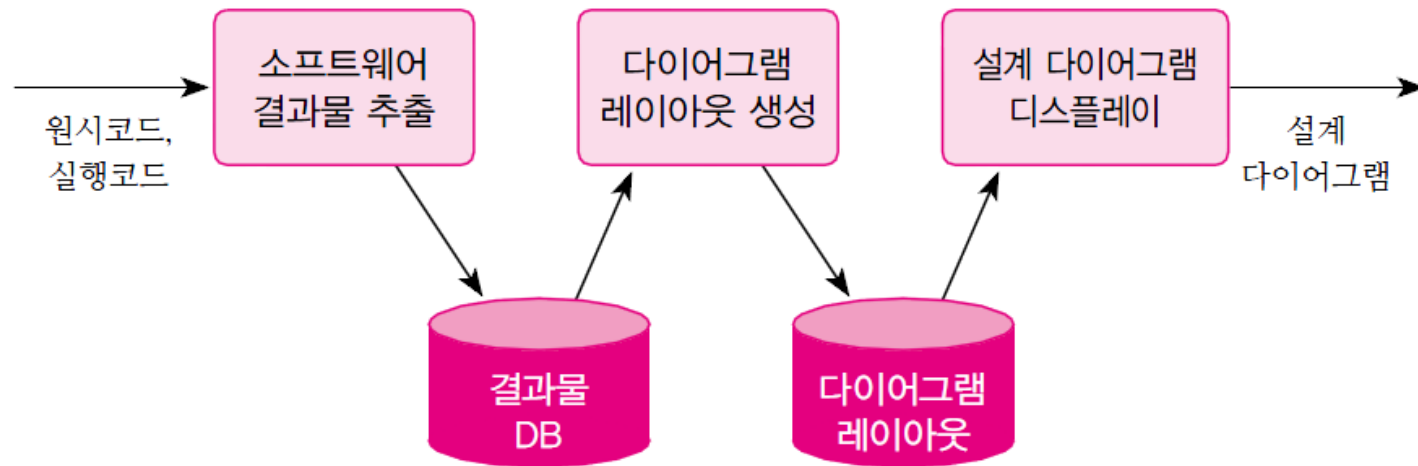 원시코드,
실행코드
소프트웨어
결과물 추출
결과물
DB
다이어그램
레이아웃 생성
다이어그램
레이아웃
설계 다이어그램
디스플레이
설계
다이어그램